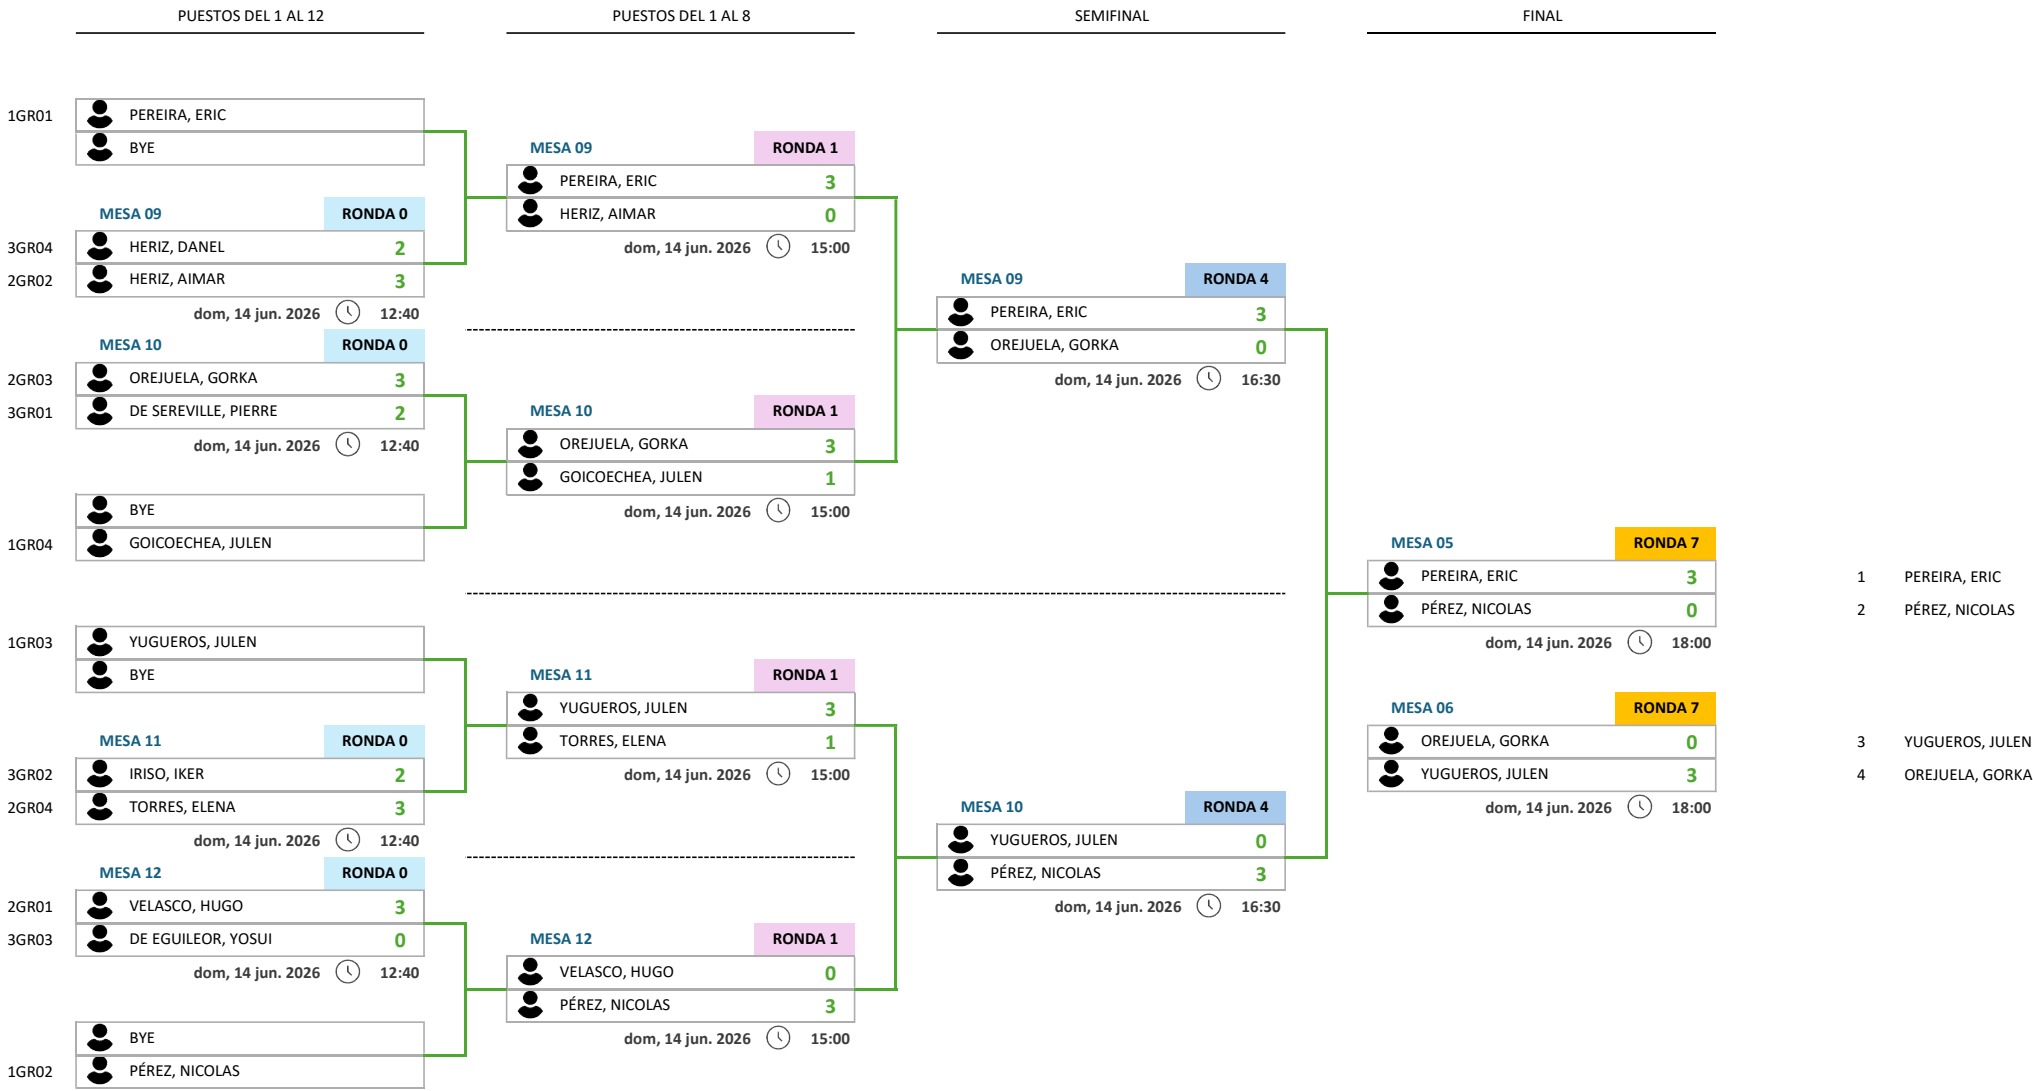 PUESTOS DEL 1 AL 12
PUESTOS DEL 1 AL 8
SEMIFINAL
FINAL
1GR01 PEREIRA, ERIC
BYE
MESA 09 RONDA 0
3GR04 HERIZ, DANEL 2
2GR02 HERIZ, AIMAR 3
dom, 14 jun. 2026 12:40
MESA 10 RONDA 0
2GR03 OREJUELA, GORKA 3
3GR01 DE SEREVILLE, PIERRE 2
dom, 14 jun. 2026 12:40
BYE
1GR04 GOICOECHEA, JULEN
1GR03 YUGUEROS, JULEN
BYE
MESA 11 RONDA 0
3GR02 IRISO, IKER 2
2GR04 TORRES, ELENA 3
dom, 14 jun. 2026 12:40
MESA 12 RONDA 0
2GR01 VELASCO, HUGO 3
3GR03 DE EGUILEOR, YOSUI 0
dom, 14 jun. 2026 12:40
BYE
1GR02 PÉREZ, NICOLAS
MESA 09 RONDA 1
PEREIRA, ERIC 3
HERIZ, AIMAR 0
dom, 14 jun. 2026 15:00
MESA 10 RONDA 1
OREJUELA, GORKA 3
GOICOECHEA, JULEN 1
dom, 14 jun. 2026 15:00
MESA 11 RONDA 1
YUGUEROS, JULEN 3
TORRES, ELENA 1
dom, 14 jun. 2026 15:00
MESA 12 RONDA 1
VELASCO, HUGO 0
PÉREZ, NICOLAS 3
dom, 14 jun. 2026 15:00
MESA 09 RONDA 4
PEREIRA, ERIC 3
OREJUELA, GORKA 0
dom, 14 jun. 2026 16:30
MESA 10 RONDA 4
YUGUEROS, JULEN 0
PÉREZ, NICOLAS 3
dom, 14 jun. 2026 16:30
MESA 05 RONDA 7
PEREIRA, ERIC 3
PÉREZ, NICOLAS 0
dom, 14 jun. 2026 18:00
MESA 06 RONDA 7
OREJUELA, GORKA 0
YUGUEROS, JULEN 3
dom, 14 jun. 2026 18:00
1 PEREIRA, ERIC
2 PÉREZ, NICOLAS
3 YUGUEROS, JULEN
4 OREJUELA, GORKA